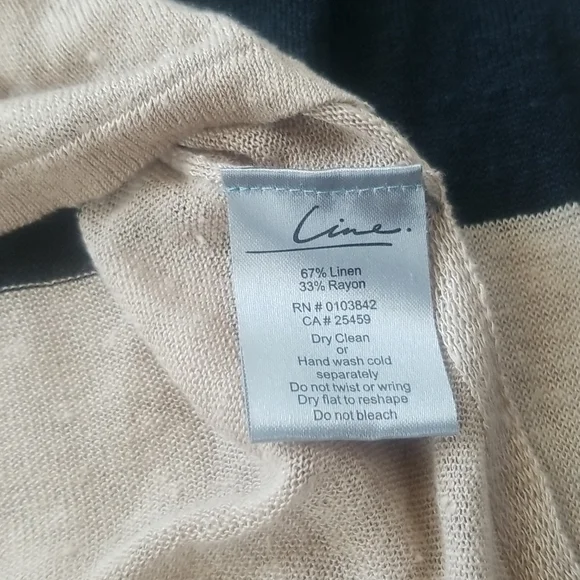 Line.
67% Linen
33% Rayon
RN # 0103842
CA # 25459
Dry Clean
or
Hand wash cold
separately
Do not twist or wring
Dry flat to reshape
Do not bleach